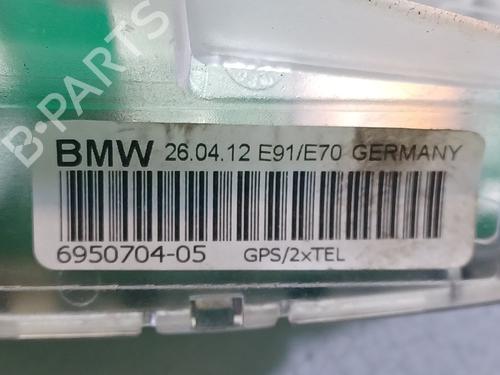 B-PARTS
BMW 26.04.12 E91/E70 GERMANY
6950704-05 GPS/2xTEL